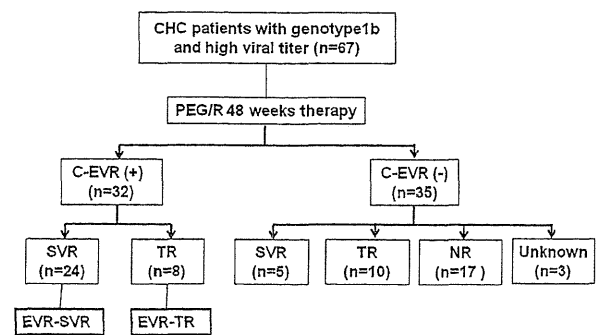 CHC patients with genotype1b
and high viral titer (n=67)
PEG/R 48 weeks therapy
C-EVR (+)
(n=32)
C-EVR (-)
(n=35)
SVR
(n=24)
TR
(n=8)
SVR
(n=5)
TR
(n=10)
NR
(n=17 )
Unknown
(n=3)
EVR-SVR
EVR-TR